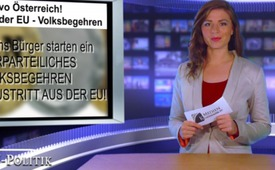 vo Österreich!
der EU - Volksbegehren
ns Bürger starten ein
RPARTEILICHES
KSBEGEHREN
USTRITT AUS DER EU!
-POLITIK